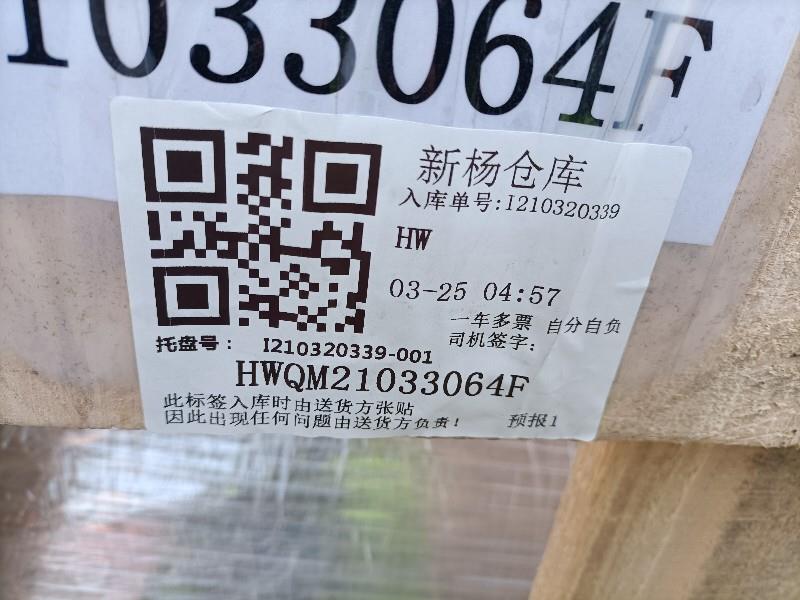 1033064F
新杨仓库
入库单号:I210320339
HW
03-25 04:57
一车多票 自分自负
司机签字:
托盘号: I210320339-001
HWQM21033064F
此标签入库时由送货方张贴
因此出现任何问题由送货方负责! 预报1